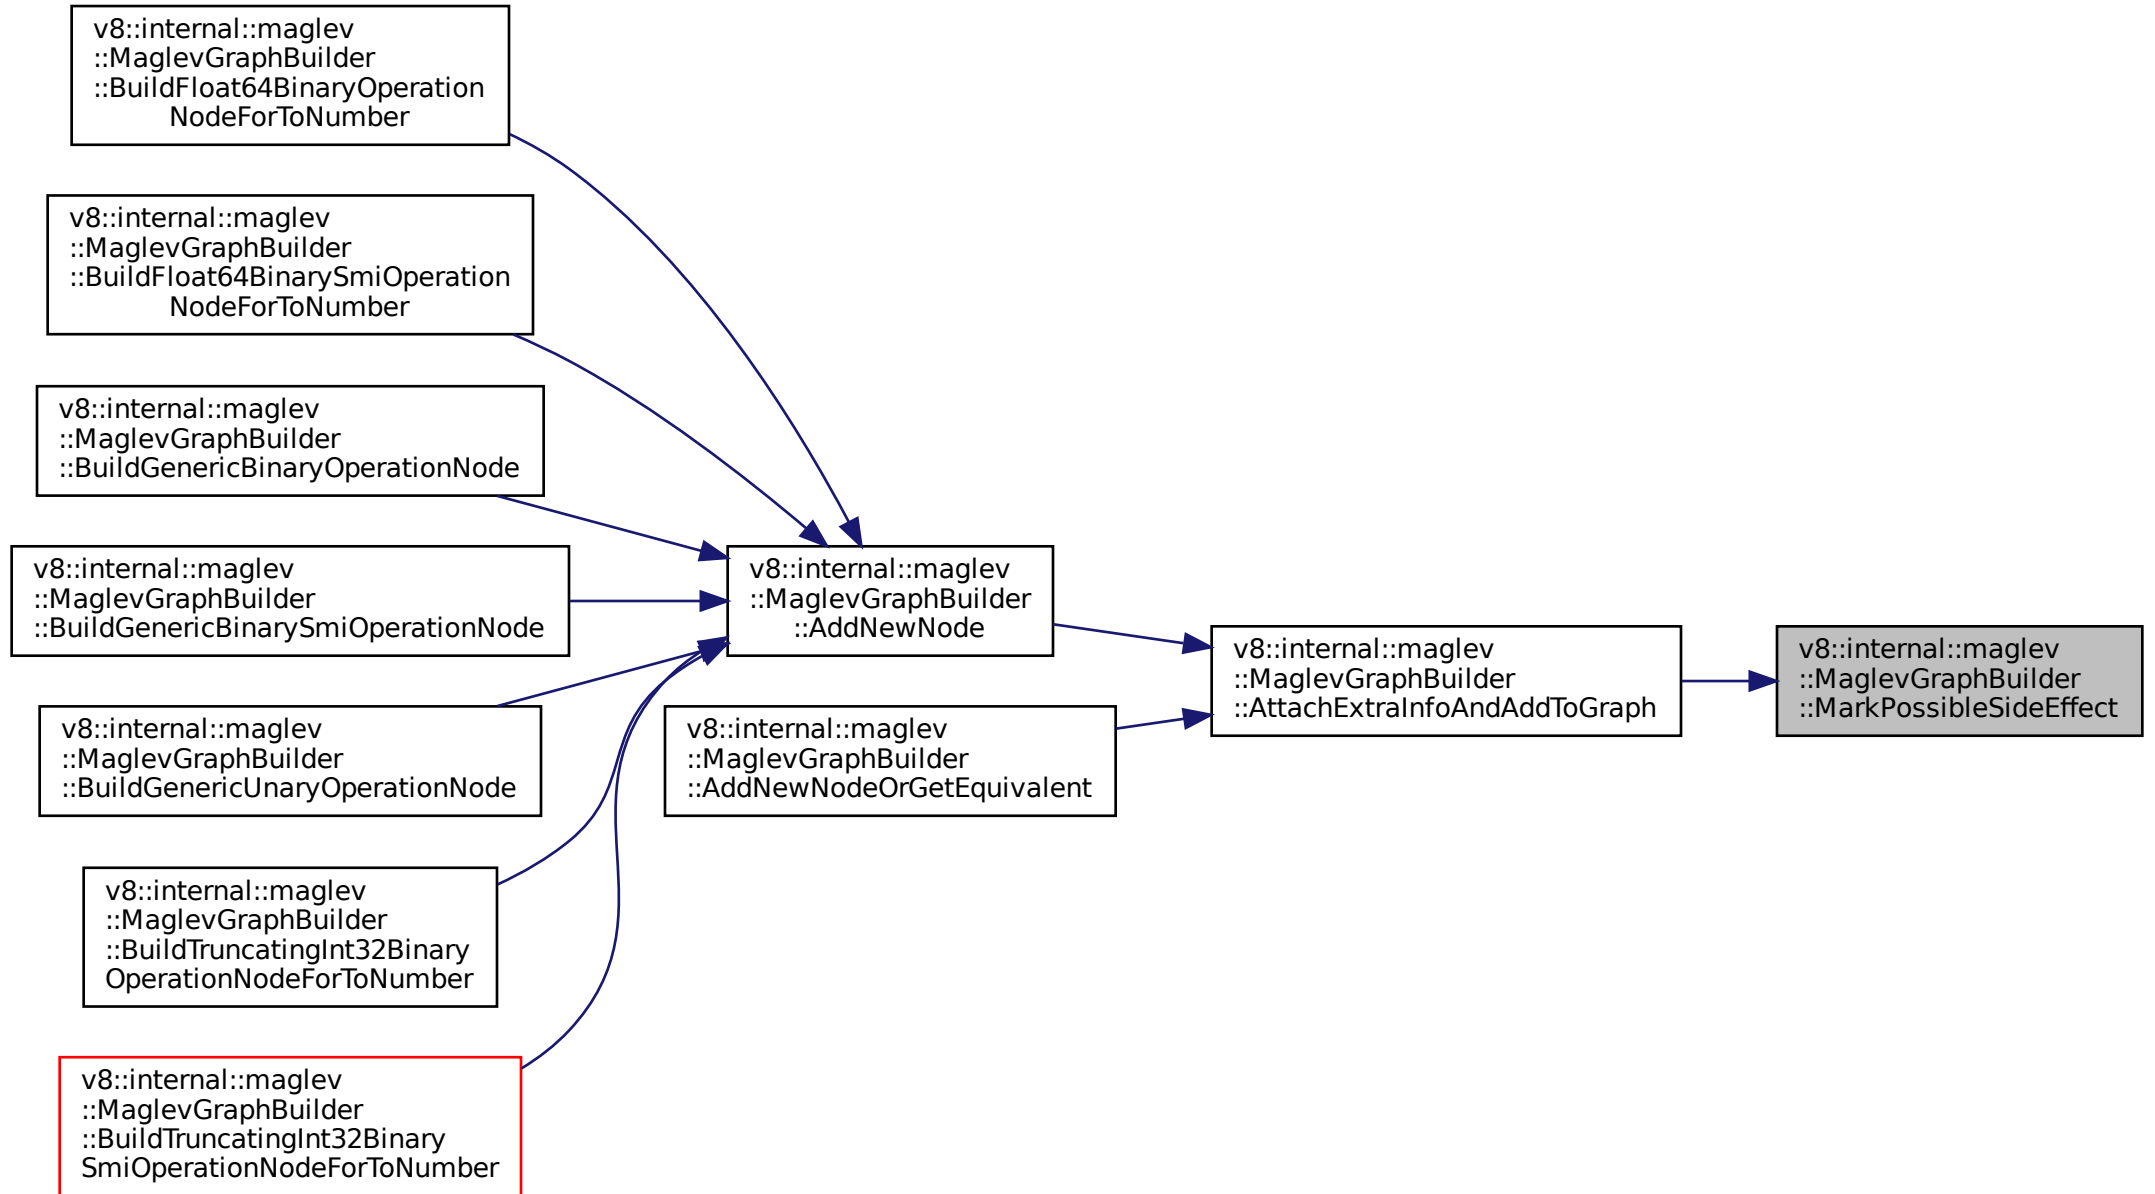 v8::internal::maglev
::MaglevGraphBuilder
::BuildFloat64BinaryOperation
NodeForToNumber
v8::internal::maglev
::MaglevGraphBuilder
::BuildFloat64BinarySmiOperation
NodeForToNumber
v8::internal::maglev
::MaglevGraphBuilder
::BuildGenericBinaryOperationNode
v8::internal::maglev
::MaglevGraphBuilder
::BuildGenericBinarySmiOperationNode
v8::internal::maglev
::MaglevGraphBuilder
::BuildGenericUnaryOperationNode
v8::internal::maglev
::MaglevGraphBuilder
::BuildTruncatingInt32Binary
OperationNodeForToNumber
v8::internal::maglev
::MaglevGraphBuilder
::BuildTruncatingInt32Binary
SmiOperationNodeForToNumber
v8::internal::maglev
::MaglevGraphBuilder
::AddNewNode
v8::internal::maglev
::MaglevGraphBuilder
::AddNewNodeOrGetEquivalent
v8::internal::maglev
::MaglevGraphBuilder
::AttachExtraInfoAndAddToGraph
v8::internal::maglev
::MaglevGraphBuilder
::MarkPossibleSideEffect